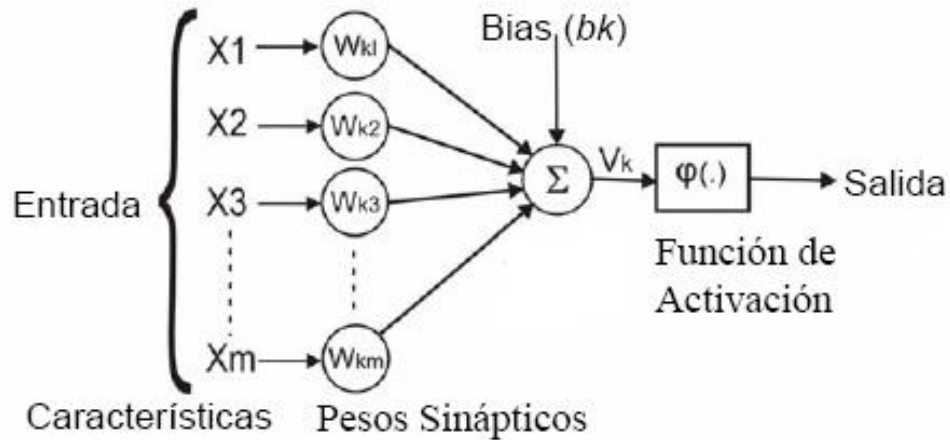 Entrada
X1
Wkl
X2
Wk2
X3
Wk3
Xm
Wkm
Bias (bk)
Σ
Vk
φ(.)
Salida
Función de
Activación
Características
Pesos Sinápticos